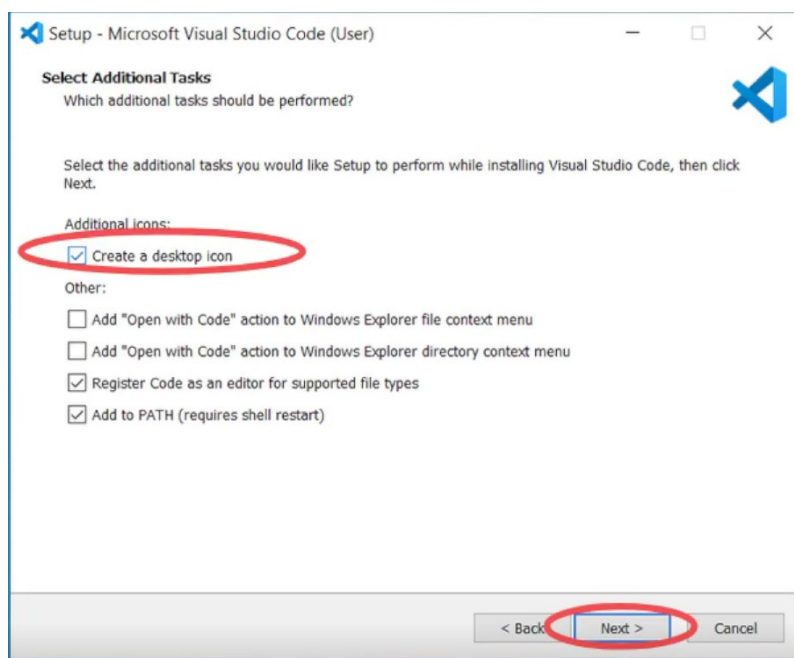 Setup - Microsoft Visual Studio Code (User)
Select Additional Tasks
Which additional tasks should be performed?
Select the additional tasks you would like Setup to perform while installing Visual Studio Code, then click
Next.
Additional icons:
Create a desktop icon
Other:
Add "Open with Code" action to Windows Explorer file context menu
Add "Open with Code" action to Windows Explorer directory context menu
Register Code as an editor for supported file types
Add to PATH (requires shell restart)
< Back Next > Cancel